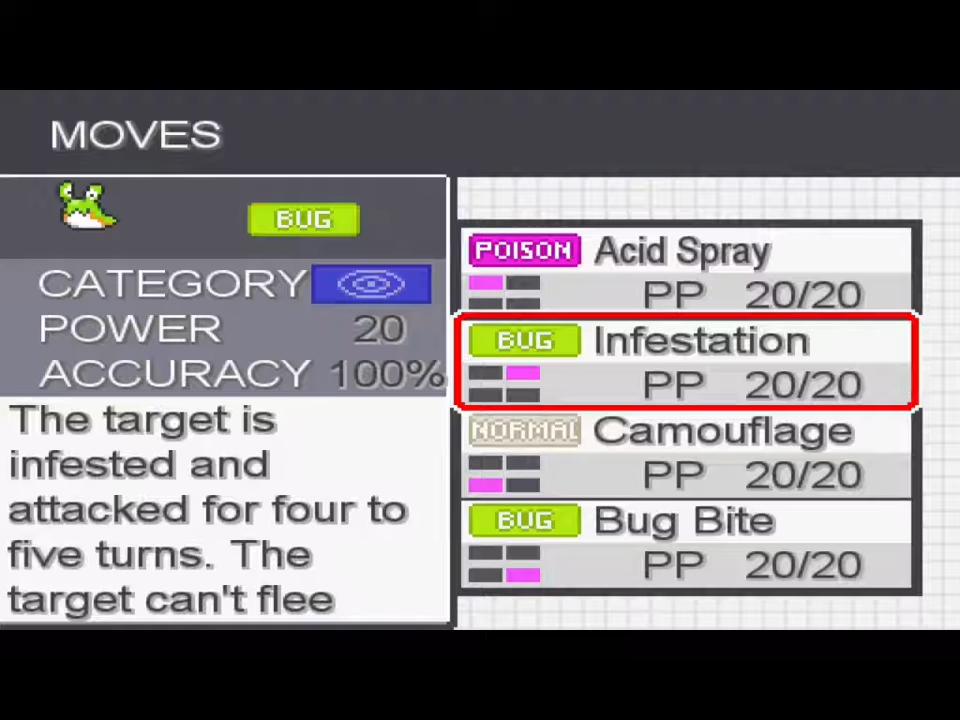 MOVES
BUG
CATEGORY
POWER 20
ACCURACY 100%
The target is
infested and
attacked for four to
five turns. The
target can't flee
POISON Acid Spray
PP 20/20
BUG Infestation
PP 20/20
NORMAL Camouflage
PP 20/20
BUG Bug Bite
PP 20/20